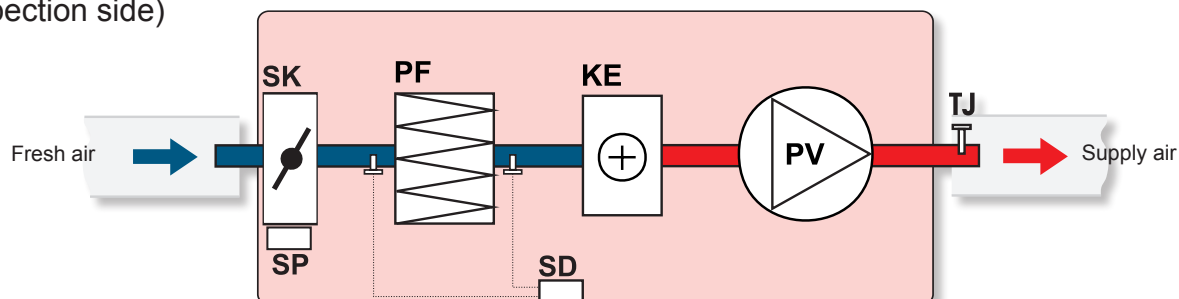 pection side)
SK
PF
KE
TJ
Fresh air
PV
Supply air
SP
SD